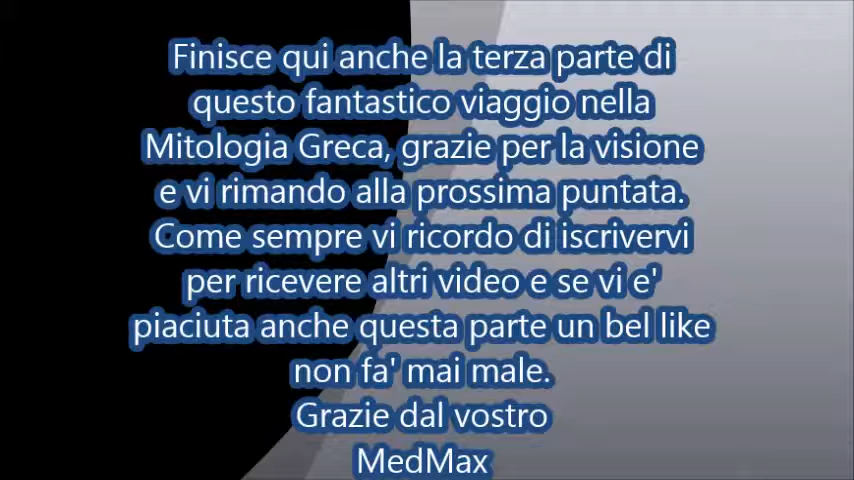 Finisce qui anche la terza parte di
questo fantastico viaggio nella
Mitologia Greca, grazie per la visione
e vi rimando alla prossima puntata.
Come sempre vi ricordo di iscrivervi
per ricevere altri video e se vi e'
piaciuta anche questa parte un bel like
non fa' mai male.
Grazie dal vostro
MedMax